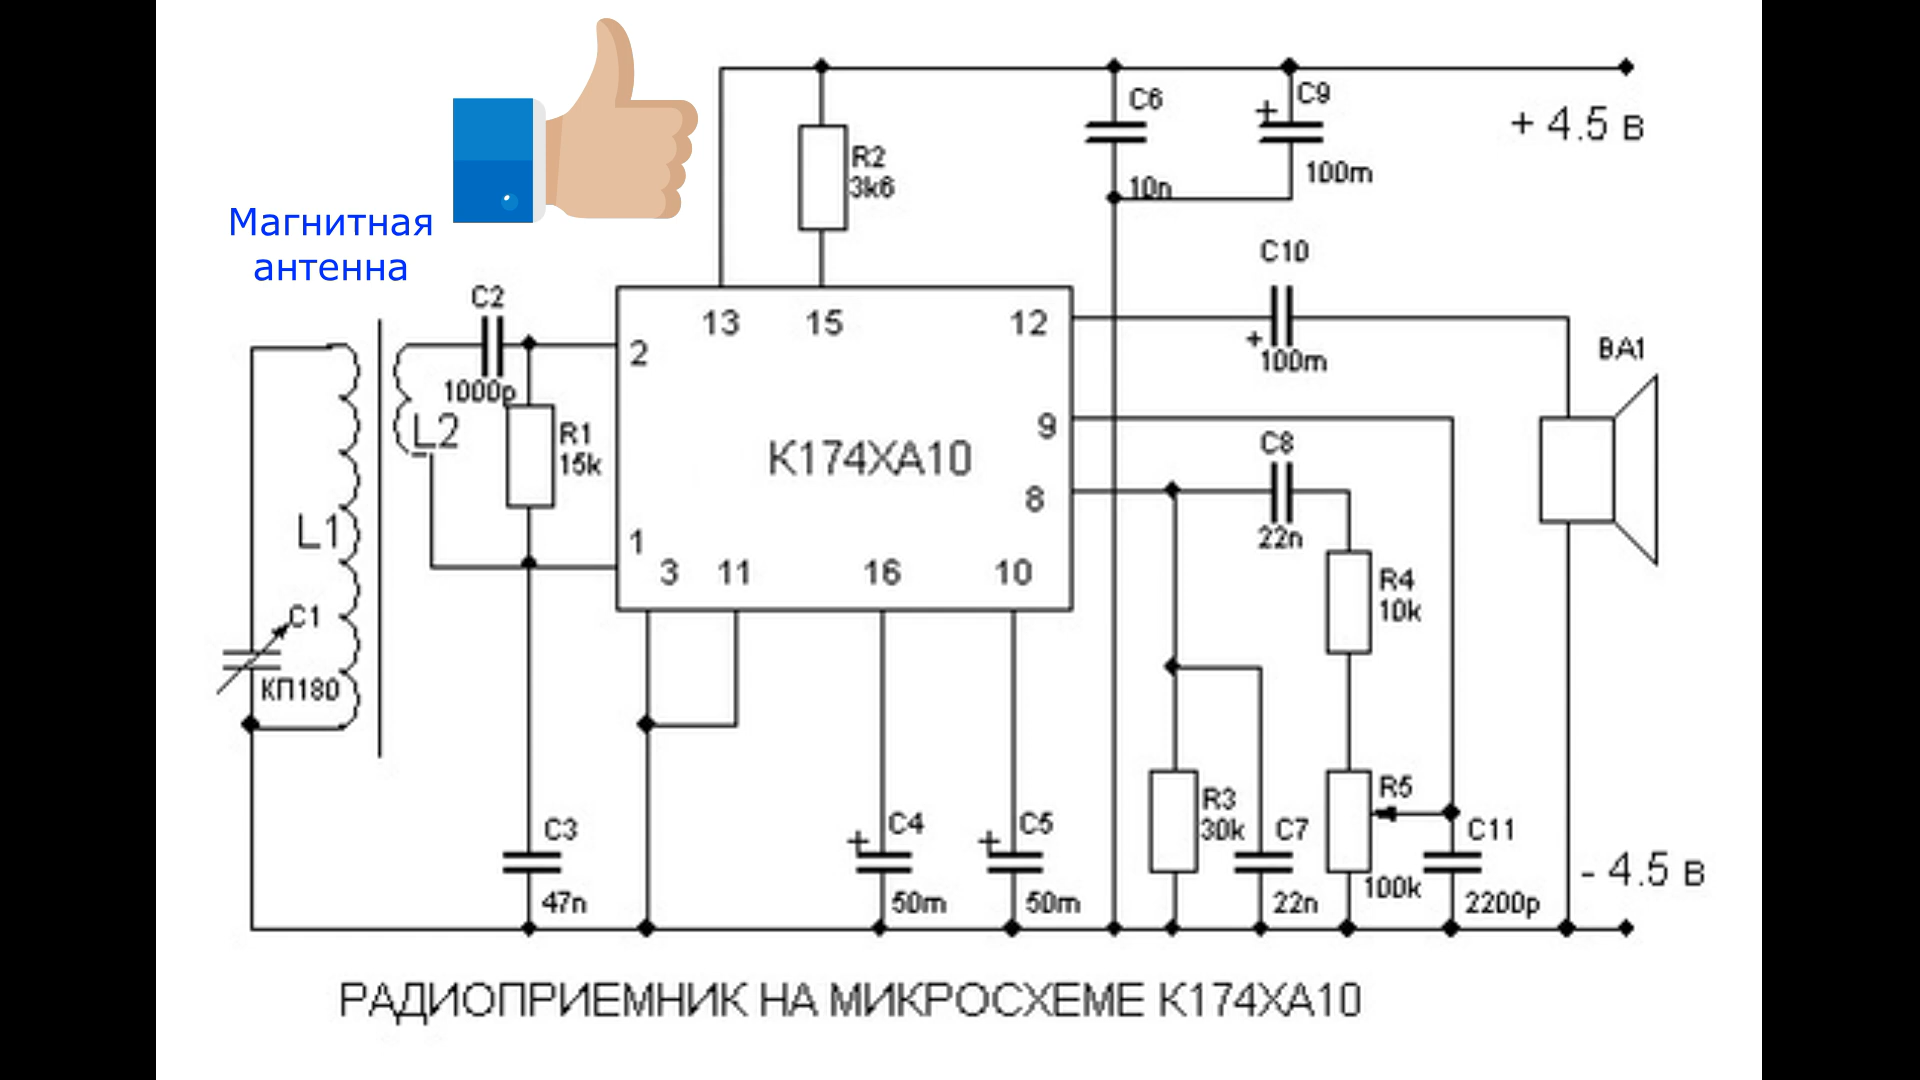 + 4.5 в
C6
10n
+
C9
100m
R2
3k6
Магнитная
антенна
C2
1000p
L2
R1
15k
L1
C1
КП180
13
15
12
2
9
К174ХА10
8
1
3
11
16
10
C10
+
100m
BA1
C8
22n
R4
10k
R5
100k
R3
30k
C7
22n
C11
2200p
C3
47n
+
C4
50m
+
C5
50m
- 4.5 в
РАДИОПРИЕМНИК НА МИКРОСХЕМЕ К174ХА10